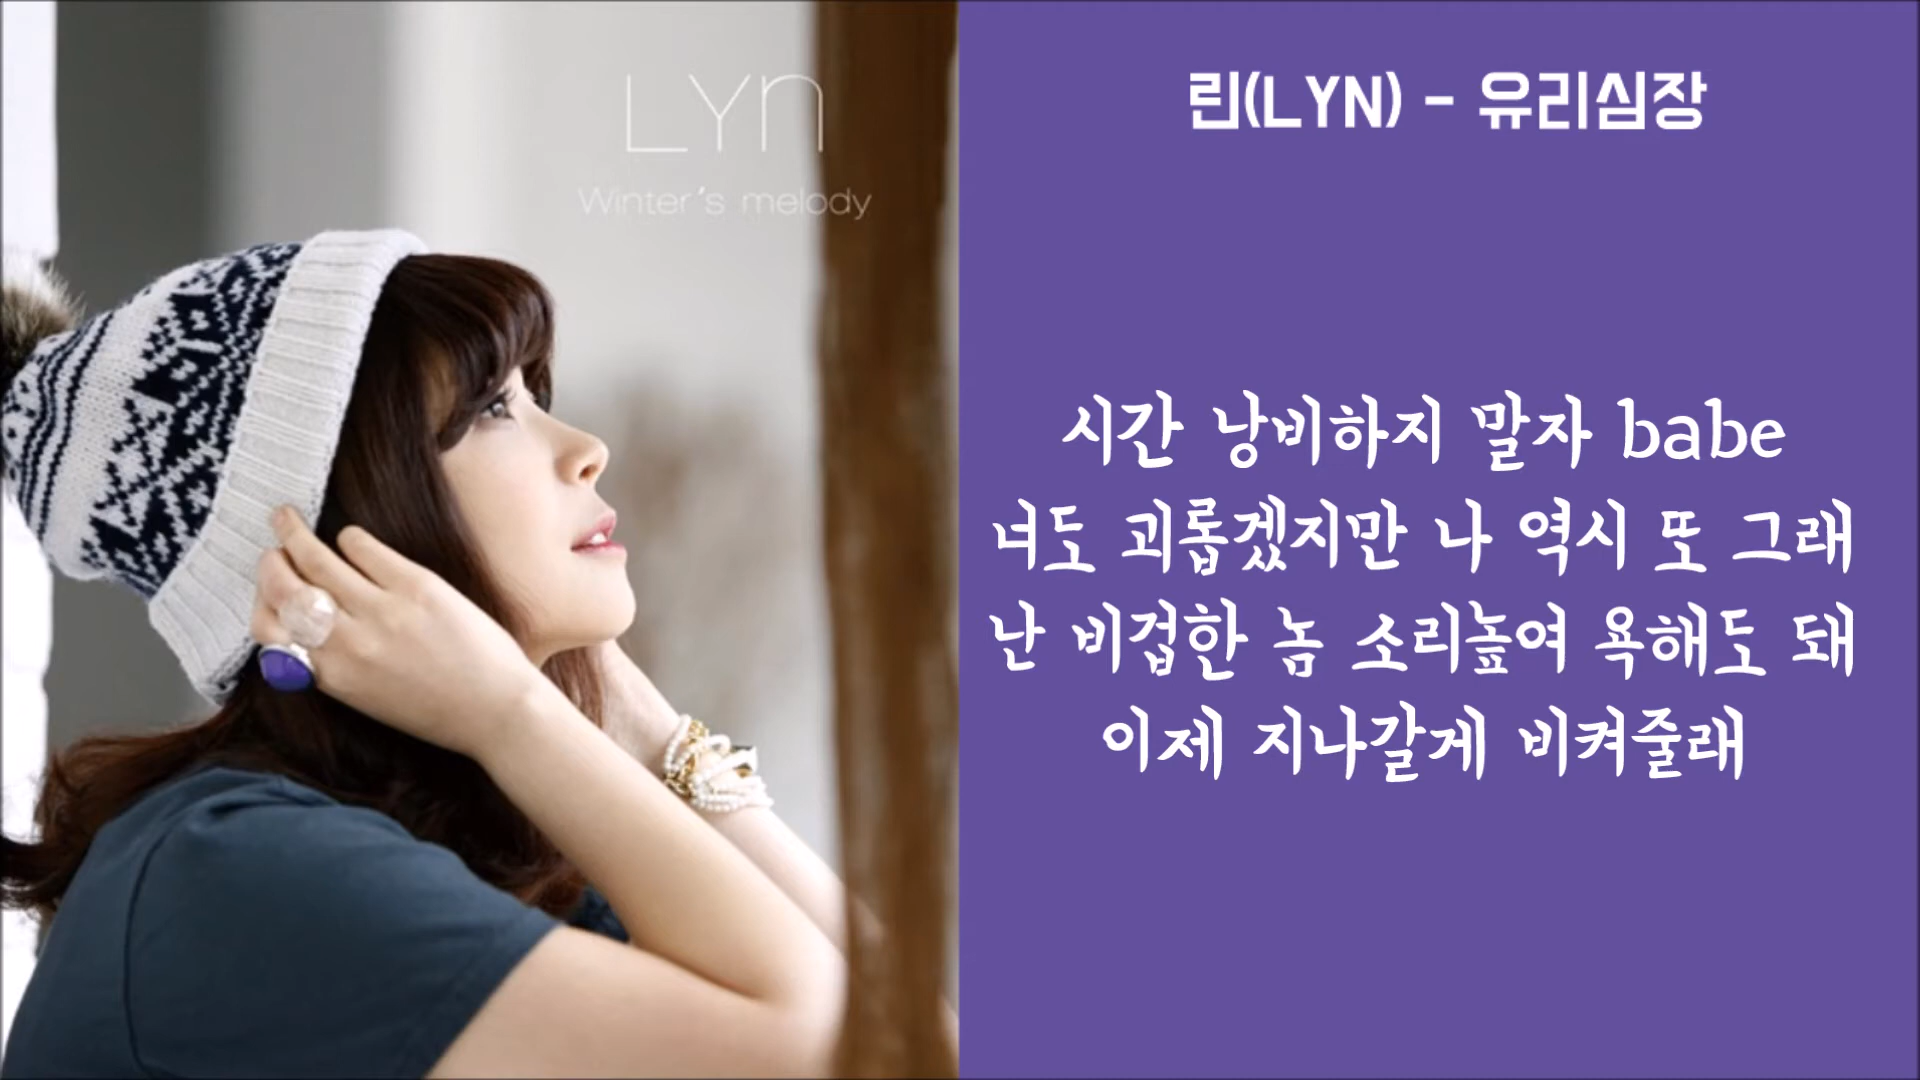 LYn
Winter's melody
린(LYN) - 유리심장
시간 낭비하지 말자 babe
너도 괴롭겠지만 나 역시 또 그래
난 비겁한 놈 소리높여 욕해도 돼
이제 지나갈게 비켜줄래